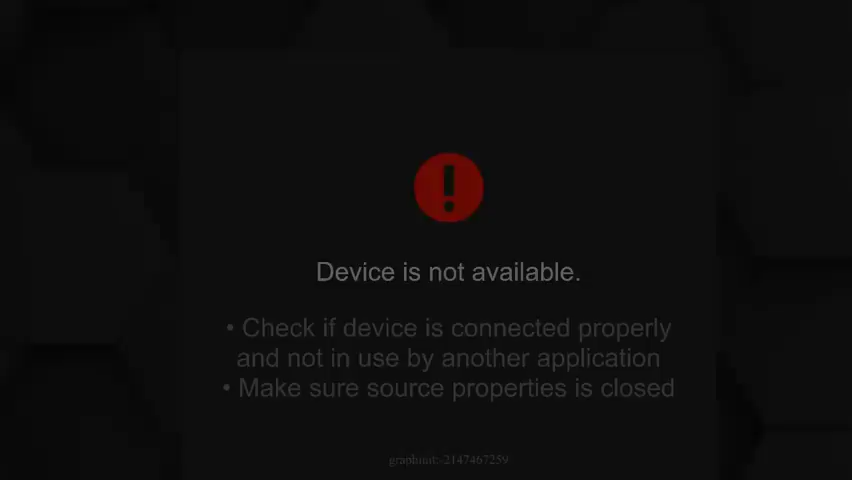 Device is not available.
• Check if device is connected properly
and not in use by another application
• Make sure source properties is closed
graphinit:-2147467259